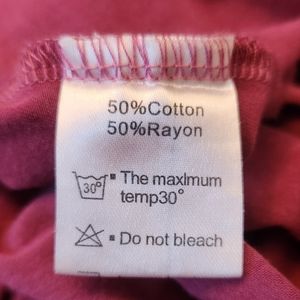 50%Cotton
50%Rayon
30°
▪ The maxlmum
temp30°
▪ Do not bleach